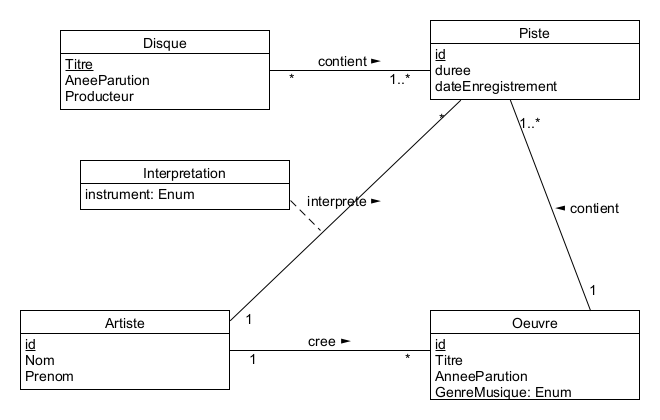 Disque
Titre
AneeParution
Producteur
contient ►
*
1..*
Piste
id
duree
dateEnregistrement
*
1..*
Interpretation
instrument: Enum
interprete ►
◄ contient
1
1
Artiste
id
Nom
Prenom
cree ►
1
*
Oeuvre
id
Titre
AnneeParution
GenreMusique: Enum